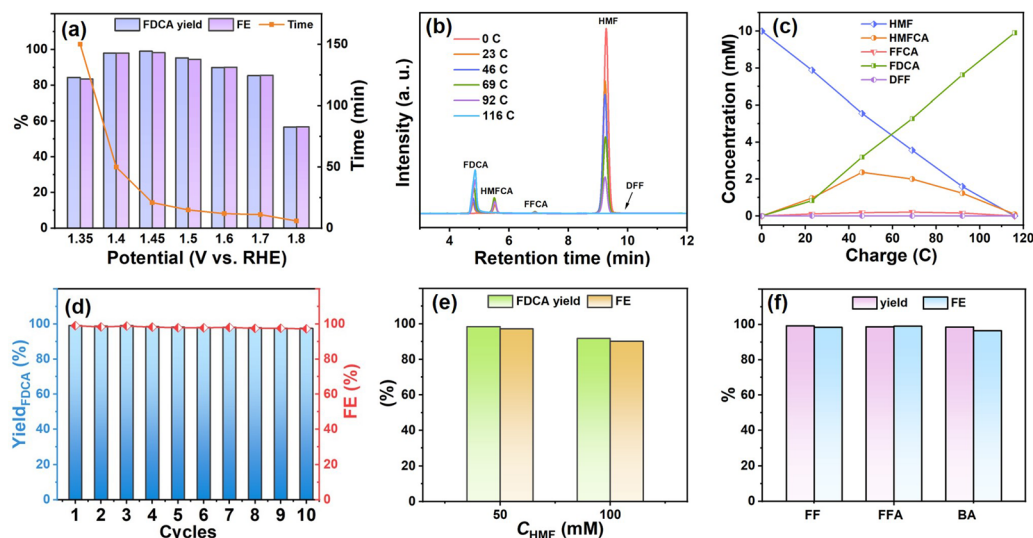 (a)
FDCA yield FE Time
%
100
80
60
40
20
0
150
100
50
0
Time (min)
1.35 1.4 1.45 1.5 1.6 1.7 1.8
Potential (V vs. RHE)
(b)
0 C
23 C
46 C
69 C
92 C
116 C
HMF
FDCA
HMFCA
FFCA
DFF
Intensity (a. u.)
4 6 8 10 12
Retention time (min)
(c)
HMF
HMFCA
FFCA
FDCA
DFF
Concentration (mM)
10
8
6
4
2
0
0 20 40 60 80 100 120
Charge (C)
(d)
YieldFDCA (%)
120
100
80
60
40
20
0
FE (%)
120
100
80
60
40
20
0
1 2 3 4 5 6 7 8 9 10
Cycles
(e)
FDCA yield FE
(%)
120
100
80
60
40
20
0
50 100
CHMF (mM)
(f)
yield FE
%
120
100
80
60
40
20
0
FF FFA BA